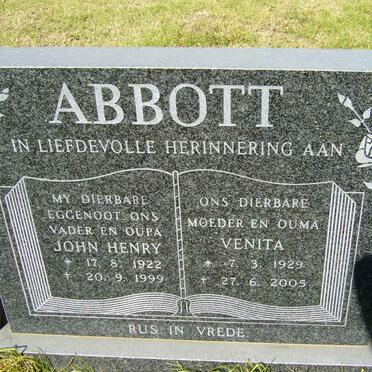 ABBOTT
IN LIEFDEVOLLE HERINNERING AAN
MY DIERBARE
EGGENOOT, ONS
VADER EN OUPA
JOHN HENRY
* 17. 8. 1922
† 20. 9. 1999
ONS DIERBARE
MOEDER EN OUMA
VENITA
* 7. 3. 1929
† 27. 6. 2005
RUS IN VREDE.